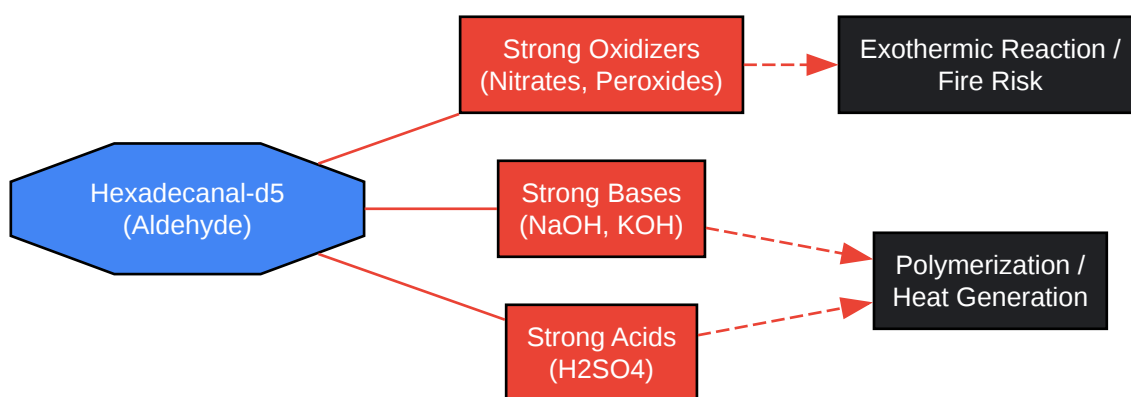 Strong Oxidizers
(Nitrates, Peroxides)
Exothermic Reaction /
Fire Risk
Hexadecanal-d5
(Aldehyde)
Strong Bases
(NaOH, KOH)
Polymerization /
Heat Generation
Strong Acids
(H2SO4)